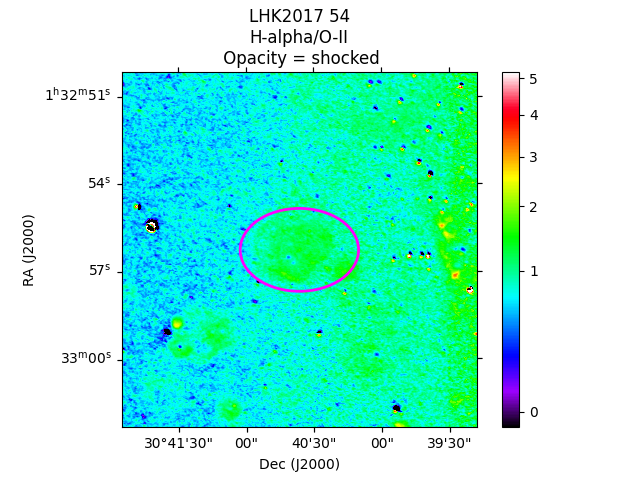 LHK2017 54
H-alpha/O-II
Opacity = shocked
1ʰ32ᵐ51ˢ
54ˢ
57ˢ
33ᵐ00ˢ
RA (J2000)
30°41'30" 00" 40'30" 00" 39'30"
Dec (J2000)
5
4
3
2
1
0